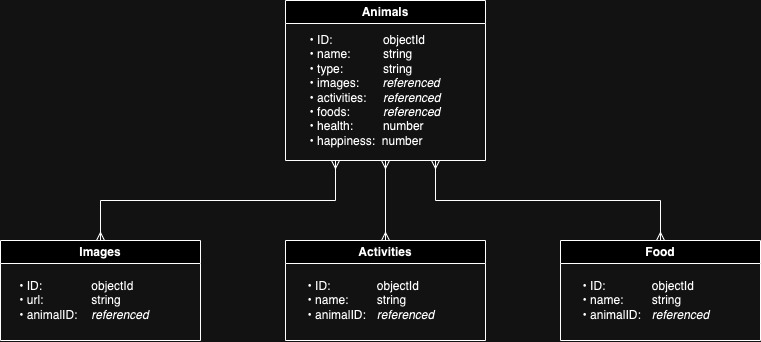 Animals
• ID: objectId
• name: string
• type: string
• images: referenced
• activities: referenced
• foods: referenced
• health: number
• happiness: number
Images
• ID: objectId
• url: string
• animalID: referenced
Activities
• ID: objectId
• name: string
• animalID: referenced
Food
• ID: objectId
• name: string
• animalID: referenced